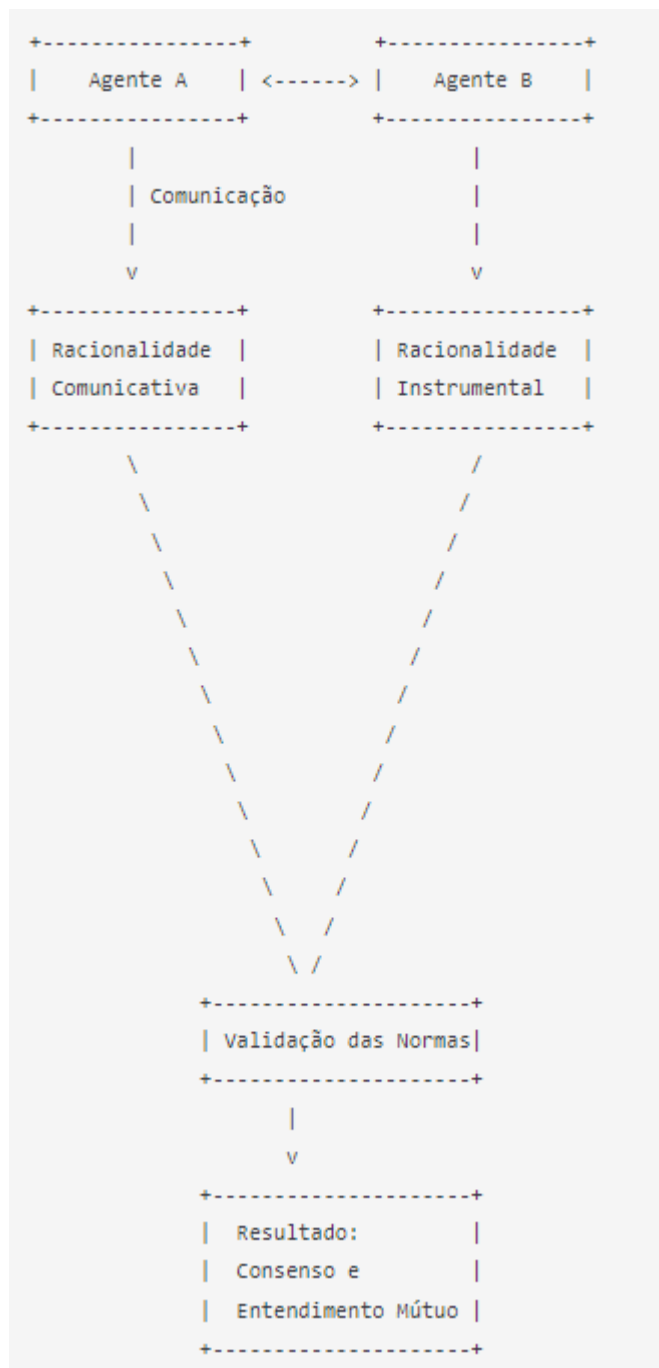 +----------------+ +----------------+
| Agente A | <------> | Agente B |
+----------------+ +----------------+
| |
| Comunicação |
| |
v v
+----------------+ +----------------+
| Racionalidade | | Racionalidade |
| Comunicativa | | Instrumental |
+----------------+ +----------------+
\ /
\ /
\ /
\ /
\ /
\ /
\ /
\ /
\ /
\ /
\ /
\ /
\ /
\ /
+---------------------+
| Validação das Normas|
+---------------------+
|
v
+---------------------+
| Resultado: |
| Consenso e |
| Entendimento Mútuo |
+---------------------+